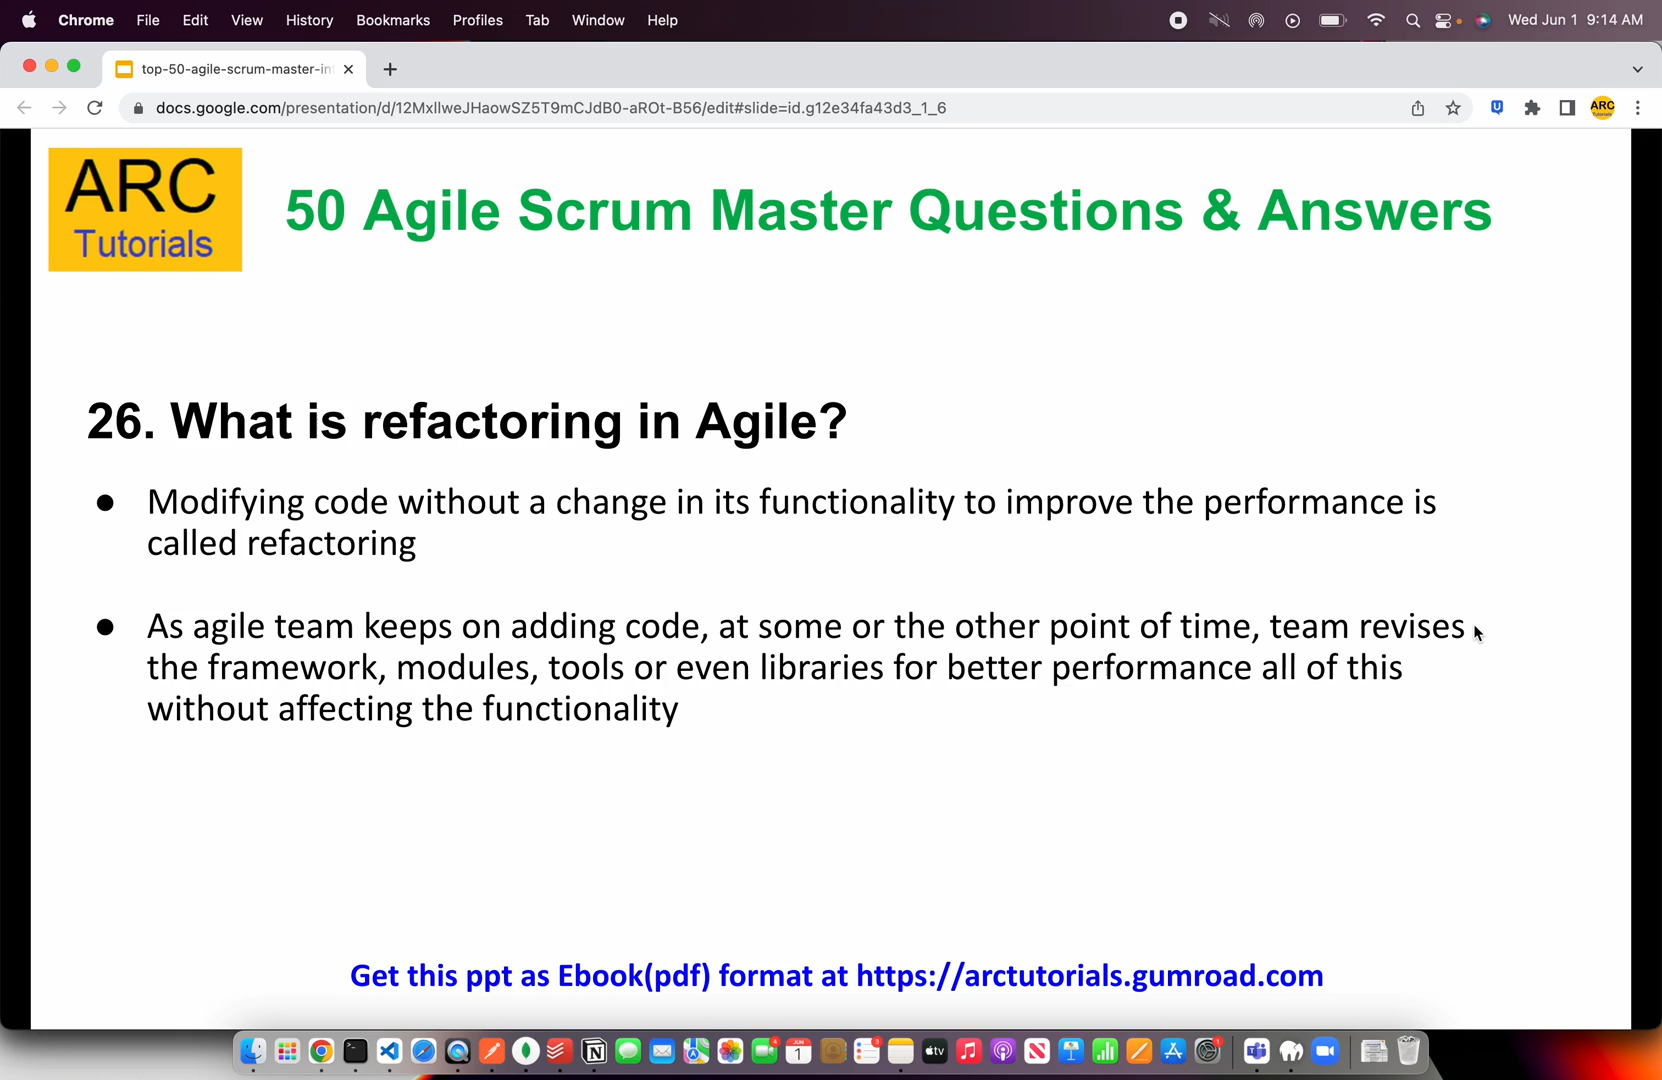 Chrome File Edit View History Bookmarks Profiles Tab Window Help Wed Jun 1 9:14 AM
top-50-agile-scrum-master-in
docs.google.com/presentation/d/12MxllweJHaowSZ5T9mCJdB0-aROt-B56/edit#slide=id.g12e34fa43d3_1_6
ARC
Tutorials
50 Agile Scrum Master Questions & Answers
26. What is refactoring in Agile?
● Modifying code without a change in its functionality to improve the performance is
called refactoring
● As agile team keeps on adding code, at some or the other point of time, team revises
the framework, modules, tools or even libraries for better performance all of this
without affecting the functionality
Get this ppt as Ebook(pdf) format at https://arctutorials.gumroad.com